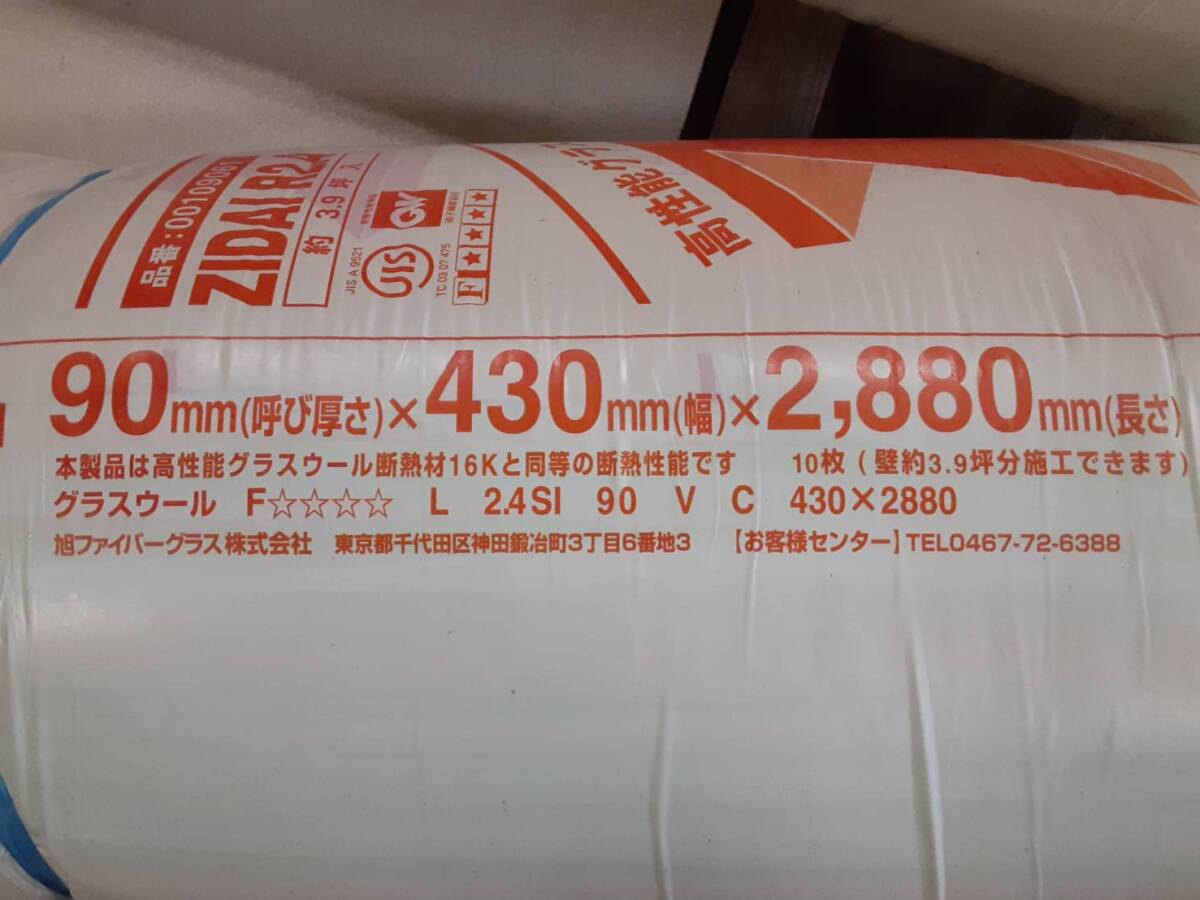 品番:0010906
ZIDAI R2.4
約 3.9 坪 入
JIS A 9521
JIS
TC 03 07 475
F★★★★
高性能グラ
90mm(呼び厚さ)×430mm(幅)×2,880mm(長さ)
本製品は高性能グラスウール断熱材16Kと同等の断熱性能です 10枚(壁約3.9坪分施工できます)
グラスウール F☆☆☆☆ L 2.4SI 90 V C 430×2880
旭ファイバーグラス株式会社 東京都千代田区神田鍛冶町3丁目6番地3 【お客様センター】TEL0467-72-6388